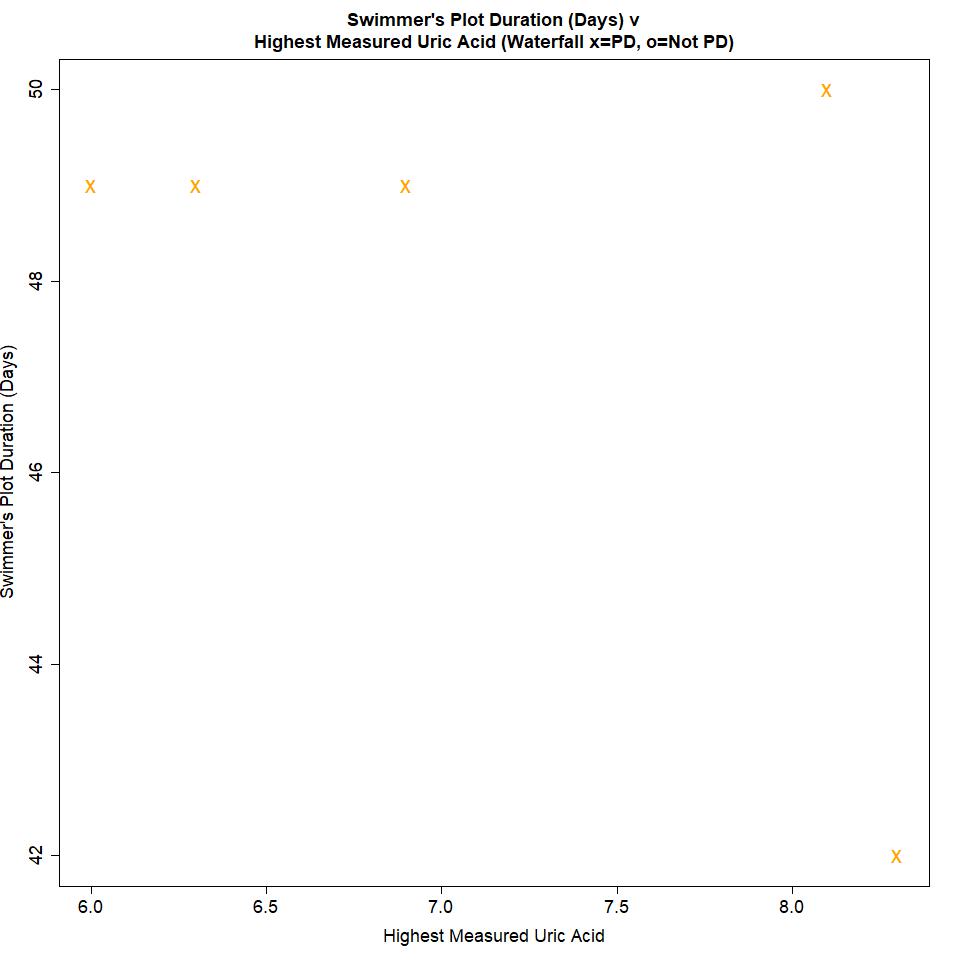 Swimmer's Plot Duration (Days) v
Highest Measured Uric Acid (Waterfall x=PD, o=Not PD)
Swimmer's Plot Duration (Days)
50
48
46
44
42
X
X
X
X
X
6.0
6.5
7.0
7.5
8.0
Highest Measured Uric Acid